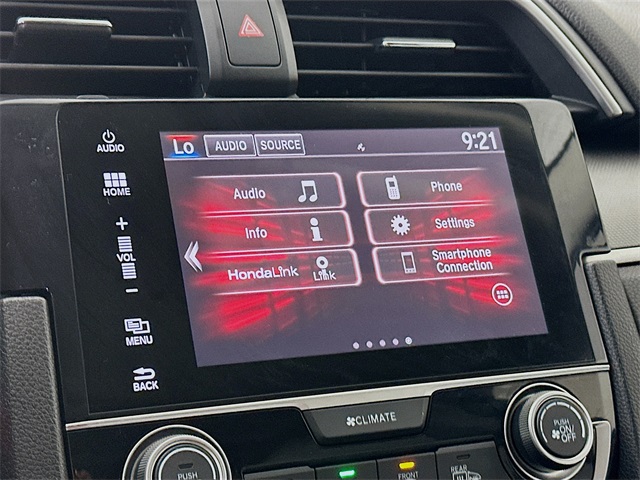 AUDIO
HOME
+
VOL
−
MENU
BACK
Lo AUDIO SOURCE 9:21
Audio Phone
Info i Settings
HondaLink Link Smartphone
Connection
CLIMATE
PUSH
PUSH
ON/
OFF
FRONT
REAR